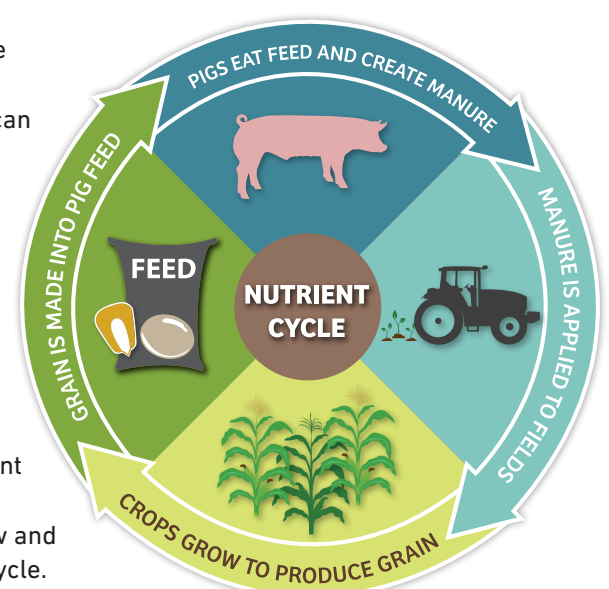 can
nt
and
ycle.
PIGS EAT FEED AND CREATE MANURE
MANURE IS APPLIED TO FIELDS
CROPS GROW TO PRODUCE GRAIN
GRAIN IS MADE INTO PIG FEED
FEED
NUTRIENT
CYCLE